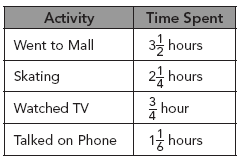 Activity Time Spent
Went to Mall 3 1/2 hours
Skating 2 1/4 hours
Watched TV 3/4 hour
Talked on Phone 1 1/6 hours